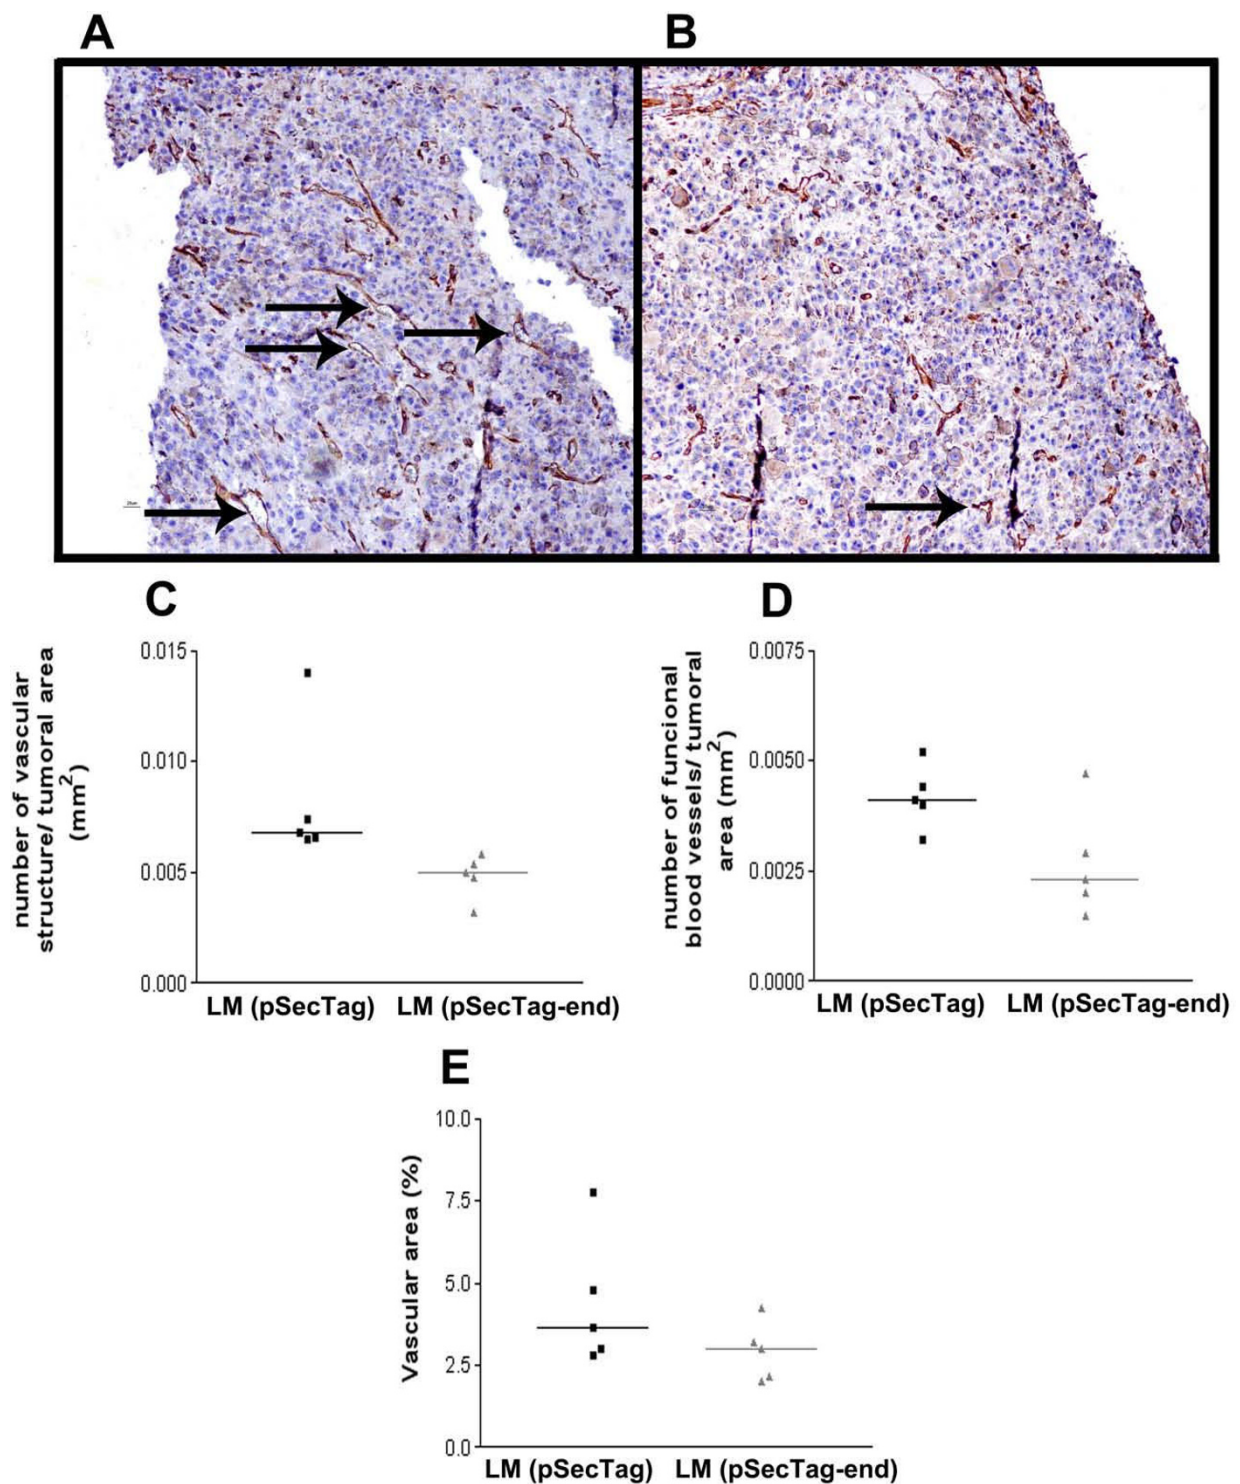 A
B
C
number of vascular
structure/ tumoral area
(mm2)
0.015
0.010
0.005
0.000
LM (pSecTag)
LM (pSecTag-end)
D
number of funcional
blood vessels/ tumoral
area (mm2)
0.0075
0.0050
0.0025
0.0000
LM (pSecTag)
LM (pSecTag-end)
E
Vascular area (%)
10.0
7.5
5.0
2.5
0.0
LM (pSecTag)
LM (pSecTag-end)